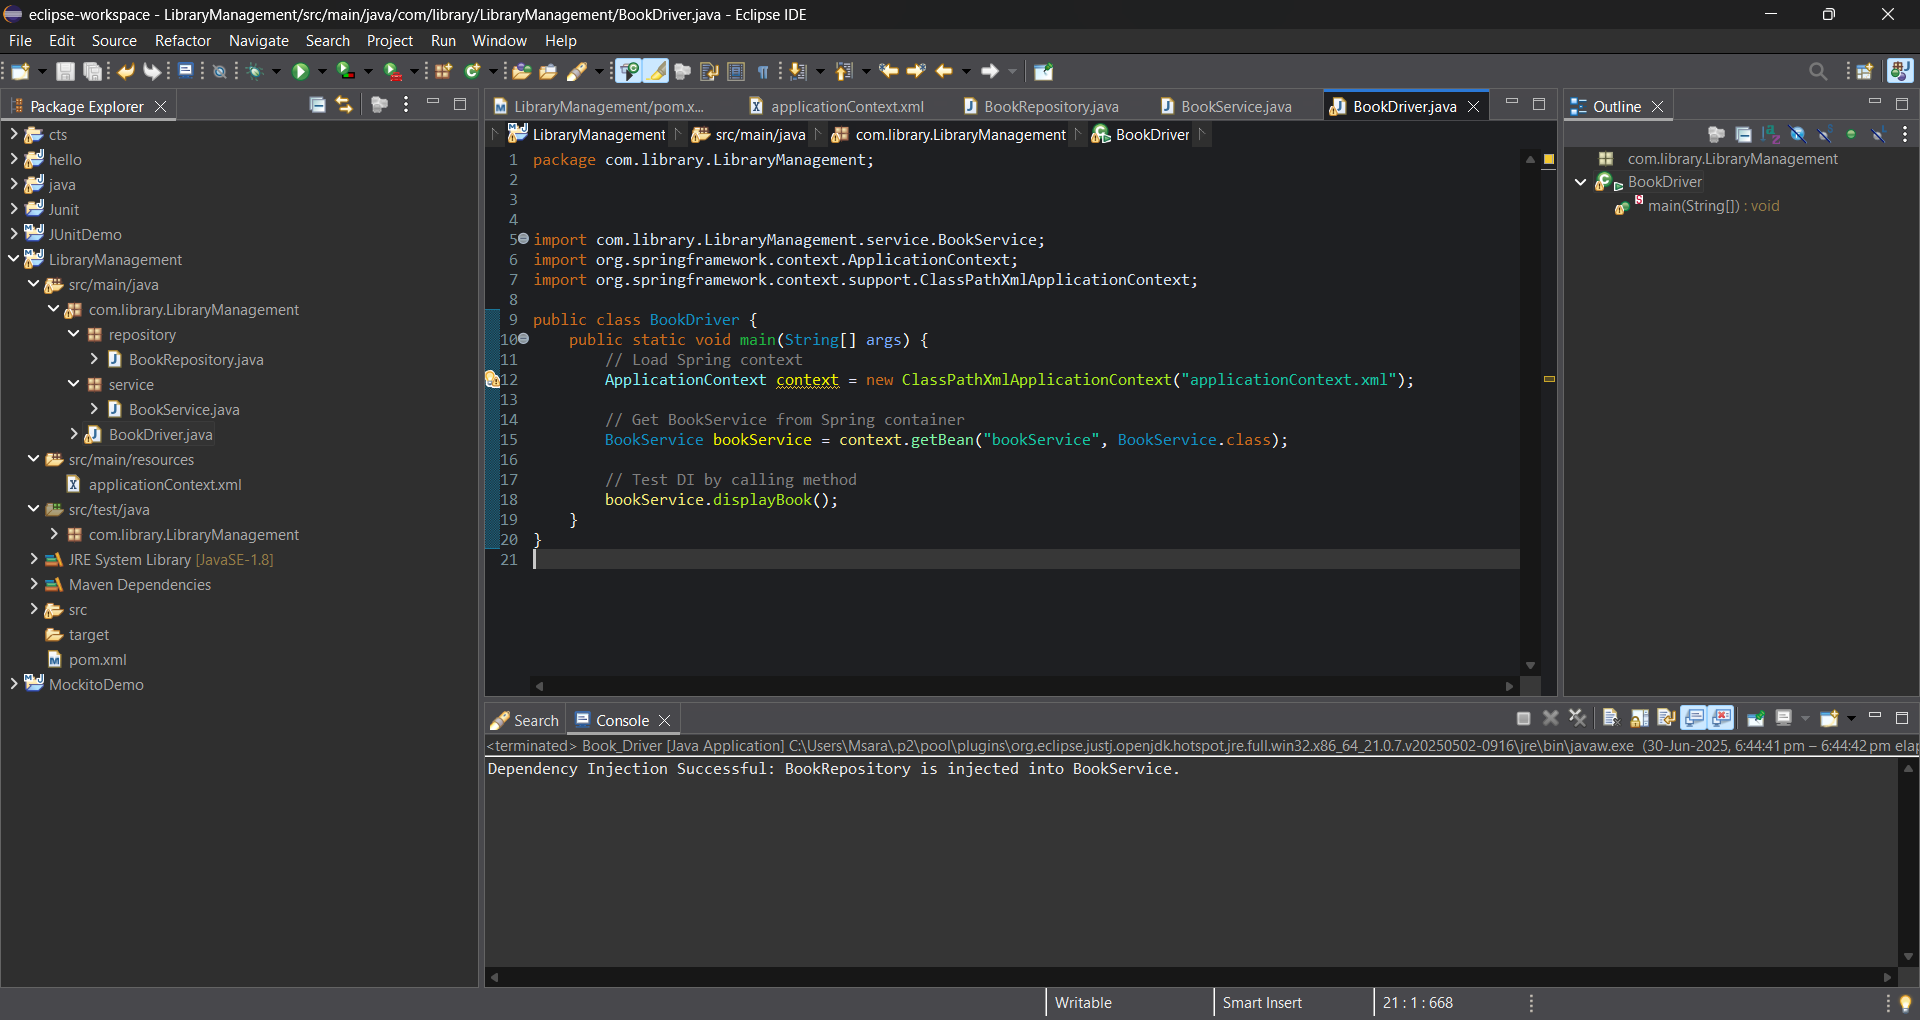 eclipse-workspace - LibraryManagement/src/main/java/com/library/LibraryManagement/BookDriver.java - Eclipse IDE
File Edit Source Refactor Navigate Search Project Run Window Help
Package Explorer
cts
hello
java
Junit
JUnitDemo
LibraryManagement
src/main/java
com.library.LibraryManagement
repository
BookRepository.java
service
BookService.java
BookDriver.java
src/main/resources
applicationContext.xml
src/test/java
com.library.LibraryManagement
JRE System Library [JavaSE-1.8]
Maven Dependencies
src
target
pom.xml
MockitoDemo
LibraryManagement/pom.x... applicationContext.xml BookRepository.java BookService.java BookDriver.java
LibraryManagement src/main/java com.library.LibraryManagement BookDriver
1 package com.library.LibraryManagement;
2
3
4
5 import com.library.LibraryManagement.service.BookService;
6 import org.springframework.context.ApplicationContext;
7 import org.springframework.context.support.ClassPathXmlApplicationContext;
8
9 public class BookDriver {
10 public static void main(String[] args) {
11 // Load Spring context
12 ApplicationContext context = new ClassPathXmlApplicationContext("applicationContext.xml");
13
14 // Get BookService from Spring container
15 BookService bookService = context.getBean("bookService", BookService.class);
16
17 // Test DI by calling method
18 bookService.displayBook();
19 }
20 }
21
Outline
com.library.LibraryManagement
BookDriver
main(String[]) : void
Search Console
<terminated> Book_Driver [Java Application] C:\Users\Msara\.p2\pool\plugins\org.eclipse.justj.openjdk.hotspot.jre.full.win32.x86_64_21.0.7.v20250502-0916\jre\bin\javaw.exe (30-Jun-2025, 6:44:41 pm – 6:44:42 pm elap
Dependency Injection Successful: BookRepository is injected into BookService.
Writable Smart Insert 21 : 1 : 668